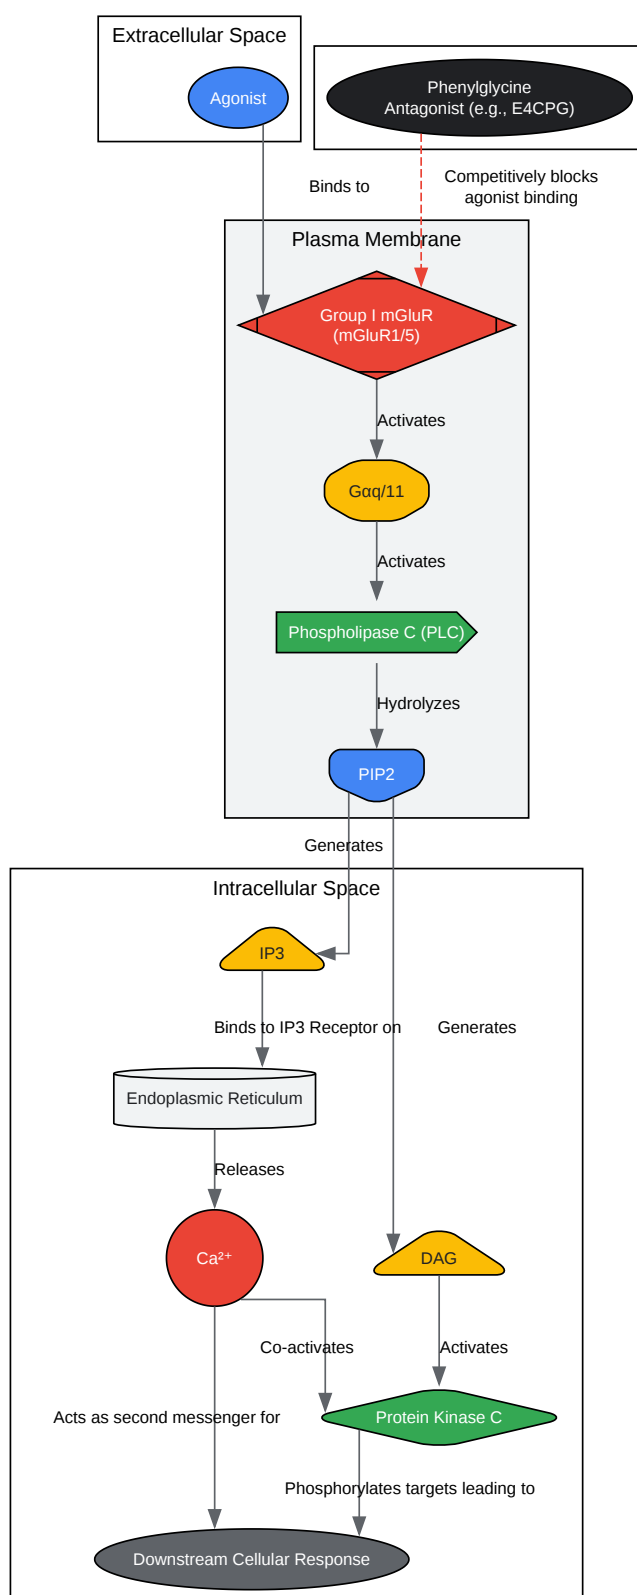 Extracellular Space
Agonist
Phenylglycine
Antagonist (e.g., E4CPG)
Binds to
Competitively blocks
agonist binding
Plasma Membrane
Group I mGluR
(mGluR1/5)
Activates
Gαq/11
Activates
Phospholipase C (PLC)
Hydrolyzes
PIP2
Generates
Intracellular Space
IP3
Binds to IP3 Receptor on
Generates
Endoplasmic Reticulum
Releases
Ca²⁺
DAG
Co-activates
Activates
Acts as second messenger for
Protein Kinase C
Phosphorylates targets leading to
Downstream Cellular Response